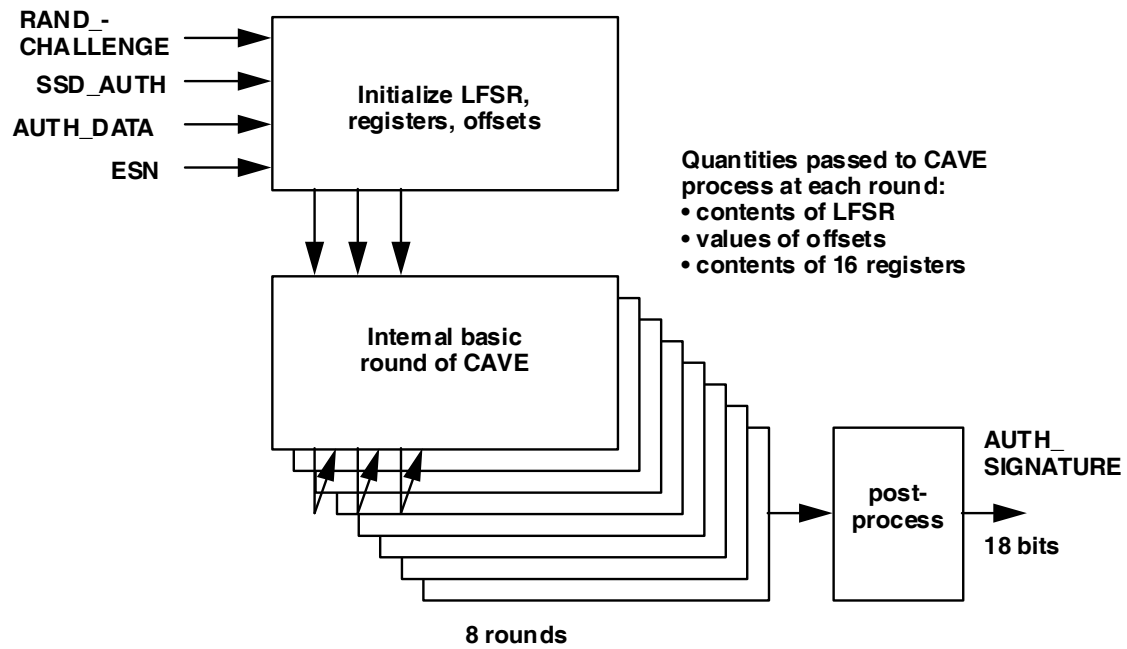 RAND_-
CHALLENGE
SSD_AUTH
AUTH_DATA
ESN
Initialize LFSR,
registers, offsets
Quantities passed to CAVE
process at each round:
• contents of LFSR
• values of offsets
• contents of 16 registers
Internal basic
round of CAVE
post-
process
AUTH_
SIGNATURE
18 bits
8 rounds